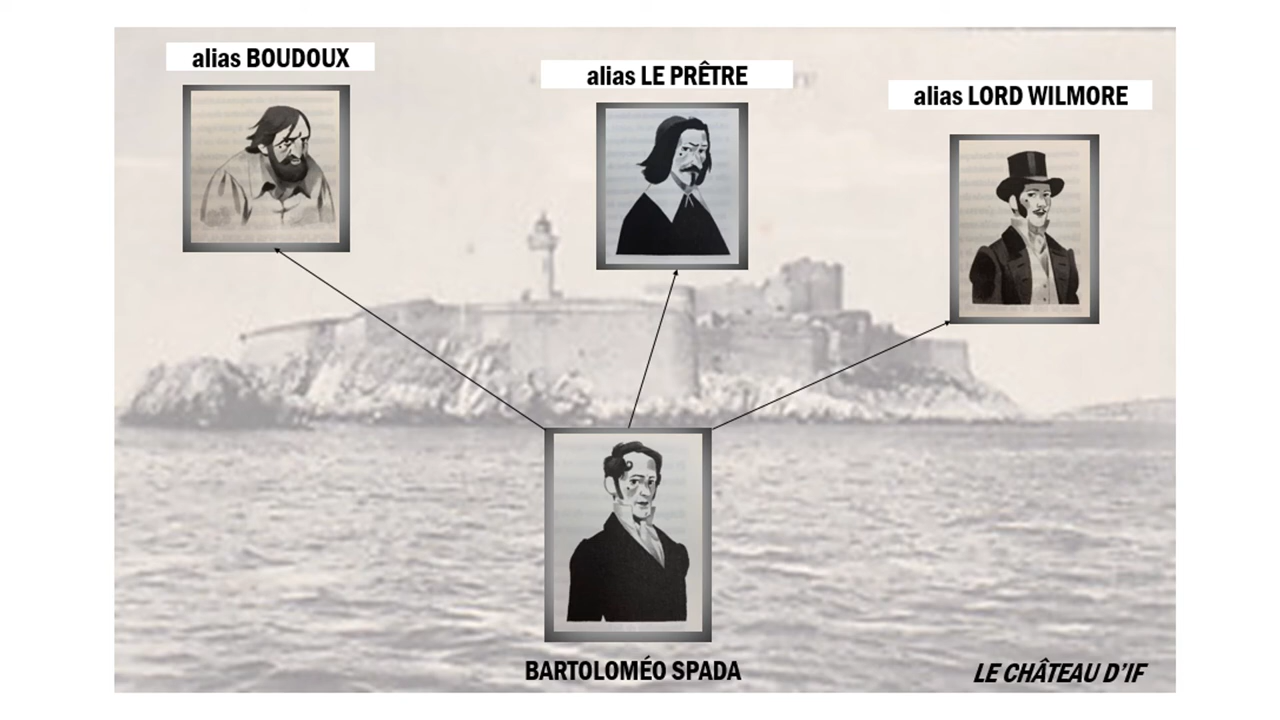 alias BOUDOUX
alias LE PRÊTRE
alias LORD WILMORE
BARTOLOMÉO SPADA
LE CHÂTEAU D'IF